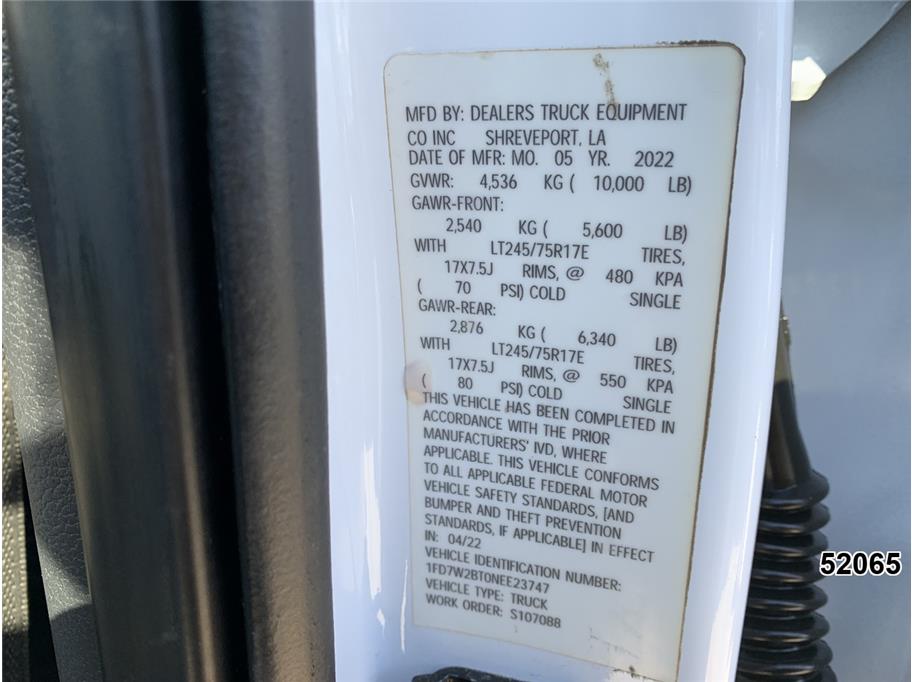 MFD BY: DEALERS TRUCK EQUIPMENT
CO INC SHREVEPORT, LA
DATE OF MFR: MO. 05 YR. 2022
GVWR: 4,536 KG ( 10,000 LB)
GAWR-FRONT:
2,540 KG ( 5,600 LB)
WITH LT245/75R17E TIRES,
17X7.5J RIMS, @ 480 KPA
( 70 PSI) COLD SINGLE
GAWR-REAR:
2,876 KG ( 6,340 LB)
WITH LT245/75R17E TIRES,
17X7.5J RIMS, @ 550 KPA
( 80 PSI) COLD SINGLE
THIS VEHICLE HAS BEEN COMPLETED IN
ACCORDANCE WITH THE PRIOR
MANUFACTURERS' IVD, WHERE
APPLICABLE. THIS VEHICLE CONFORMS
TO ALL APPLICABLE FEDERAL MOTOR
VEHICLE SAFETY STANDARDS, [AND
BUMPER AND THEFT PREVENTION
STANDARDS, IF APPLICABLE] IN EFFECT
IN: 04/22
VEHICLE IDENTIFICATION NUMBER:
1FD7W2BT0NEE23747
VEHICLE TYPE: TRUCK
WORK ORDER: S107088
52065